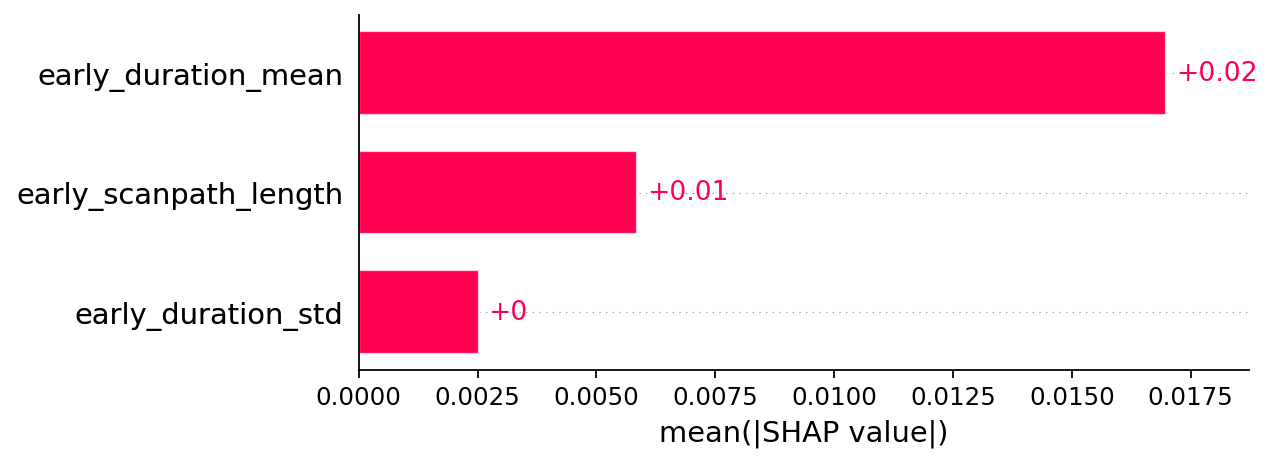 early_duration_mean
+0.02
early_scanpath_length
+0.01
early_duration_std
+0
0.0000 0.0025 0.0050 0.0075 0.0100 0.0125 0.0150 0.0175
mean(|SHAP value|)